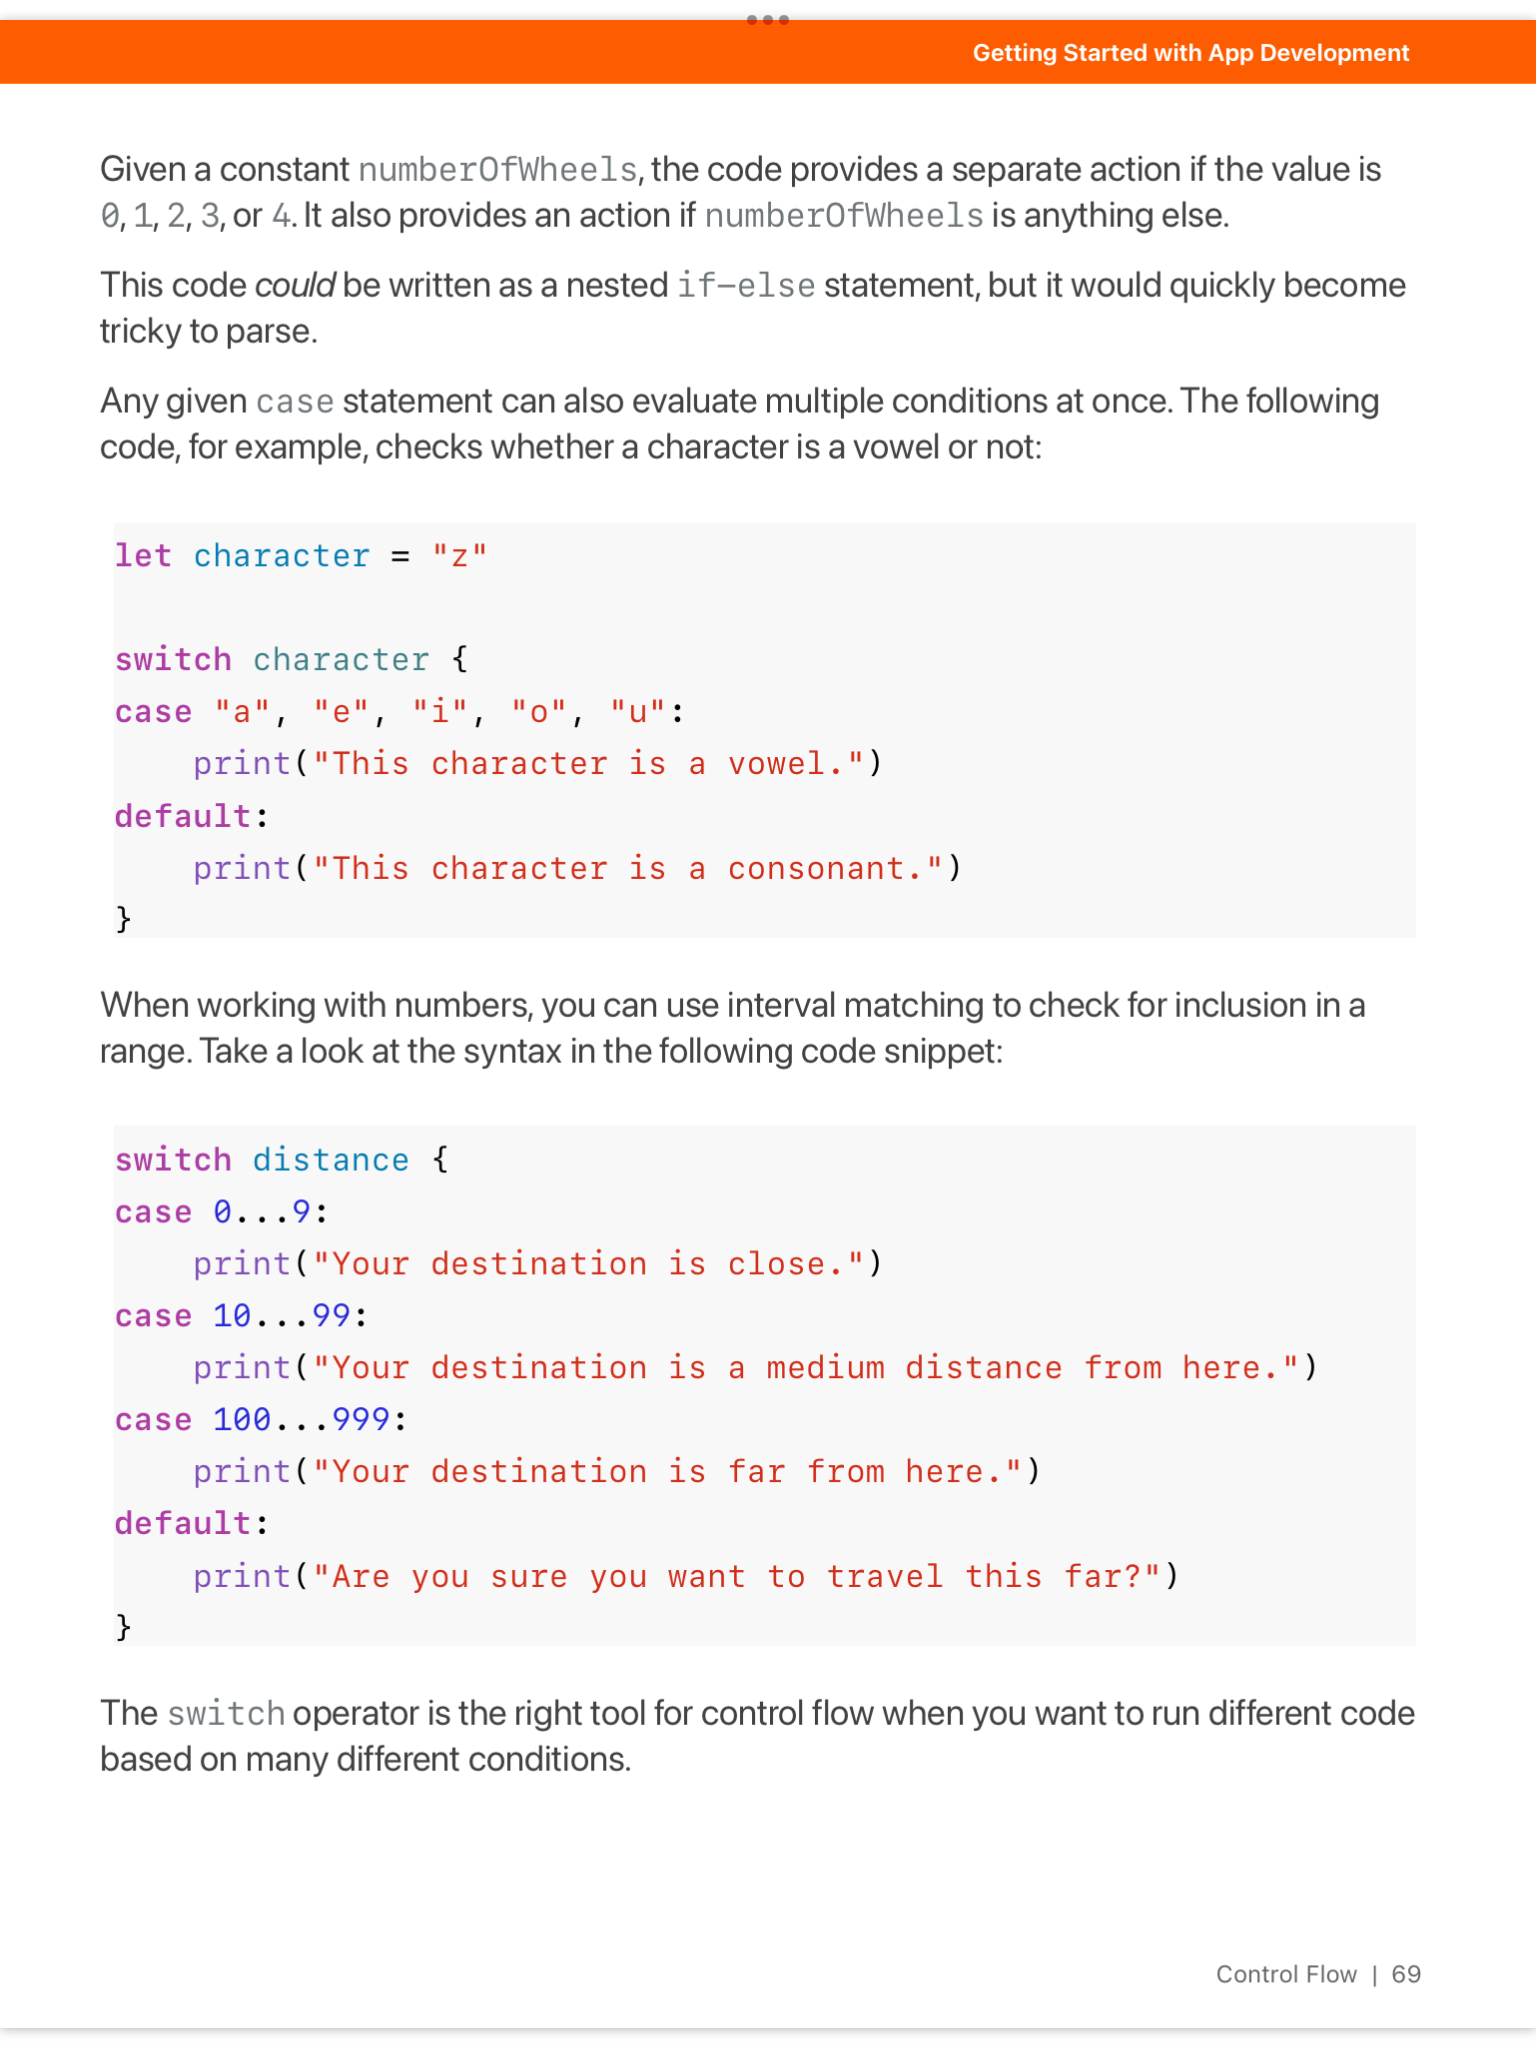 Getting Started with App Development
Given a constant numberOfWheels, the code provides a separate action if the value is
0, 1, 2, 3, or 4. It also provides an action if numberOfWheels is anything else.
This code could be written as a nested if-else statement, but it would quickly become
tricky to parse.
Any given case statement can also evaluate multiple conditions at once. The following
code, for example, checks whether a character is a vowel or not:
let character = "z"
switch character {
case "a", "e", "i", "o", "u":
    print("This character is a vowel.")
default:
    print("This character is a consonant.")
}
When working with numbers, you can use interval matching to check for inclusion in a
range. Take a look at the syntax in the following code snippet:
switch distance {
case 0...9:
    print("Your destination is close.")
case 10...99:
    print("Your destination is a medium distance from here.")
case 100...999:
    print("Your destination is far from here.")
default:
    print("Are you sure you want to travel this far?")
}
The switch operator is the right tool for control flow when you want to run different code
based on many different conditions.
Control Flow | 69